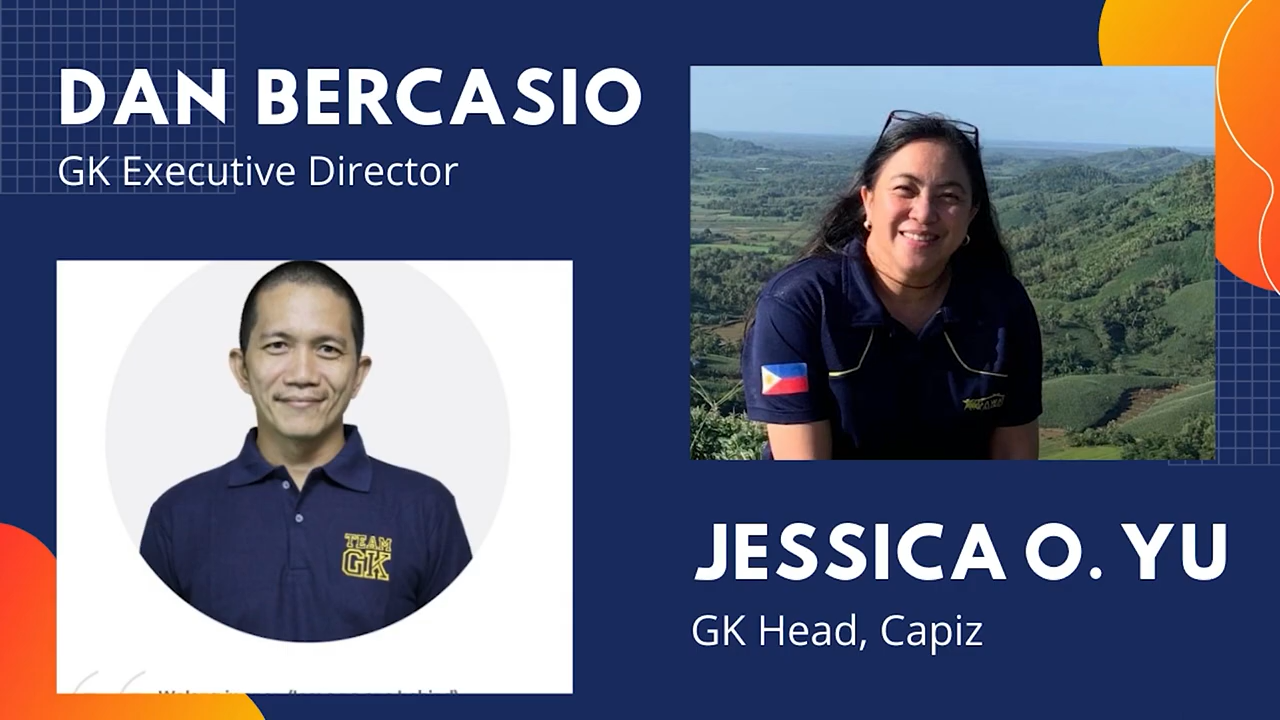 DAN BERCASIO
GK Executive Director
TEAM
GK
JESSICA O. YU
GK Head, Capiz